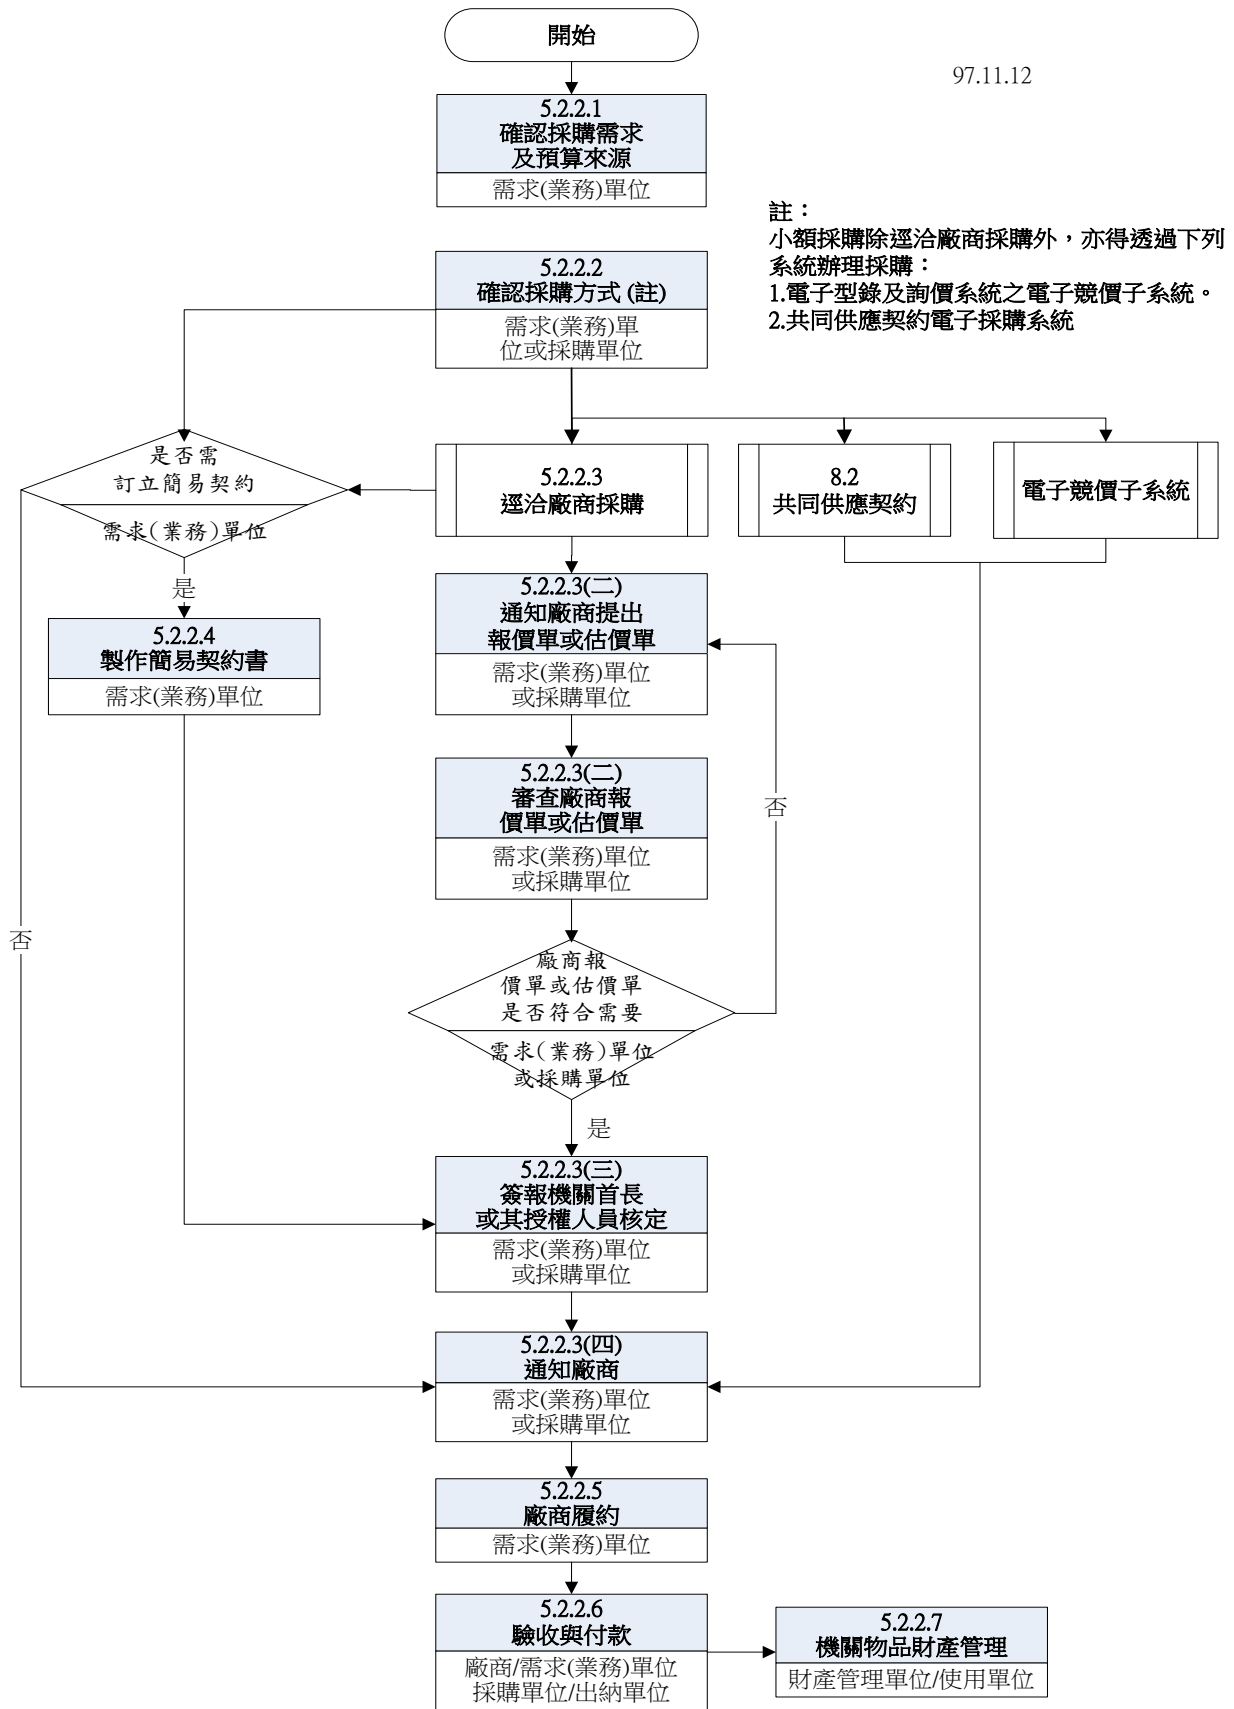 開始
97.11.12
5.2.2.1
確認採購需求
及預算來源
需求(業務)單位
註：
小額採購除逕洽廠商採購外，亦得透過下列
系統辦理採購：
1.電子型錄及詢價系統之電子競價子系統。
2.共同供應契約電子採購系統
5.2.2.2
確認採購方式 (註)
需求(業務)單
位或採購單位
是否需
訂立簡易契約
需求(業務)單位
5.2.2.3
逕洽廠商採購
8.2
共同供應契約
電子競價子系統
是
5.2.2.4
製作簡易契約書
需求(業務)單位
5.2.2.3(二)
通知廠商提出
報價單或估價單
需求(業務)單位
或採購單位
5.2.2.3(二)
審查廠商報
價單或估價單
需求(業務)單位
或採購單位
否
否
廠商報
價單或估價單
是否符合需要
需求(業務)單位
或採購單位
是
5.2.2.3(三)
簽報機關首長
或其授權人員核定
需求(業務)單位
或採購單位
5.2.2.3(四)
通知廠商
需求(業務)單位
或採購單位
5.2.2.5
廠商履約
需求(業務)單位
5.2.2.6
驗收與付款
廠商/需求(業務)單位
採購單位/出納單位
5.2.2.7
機關物品財產管理
財產管理單位/使用單位